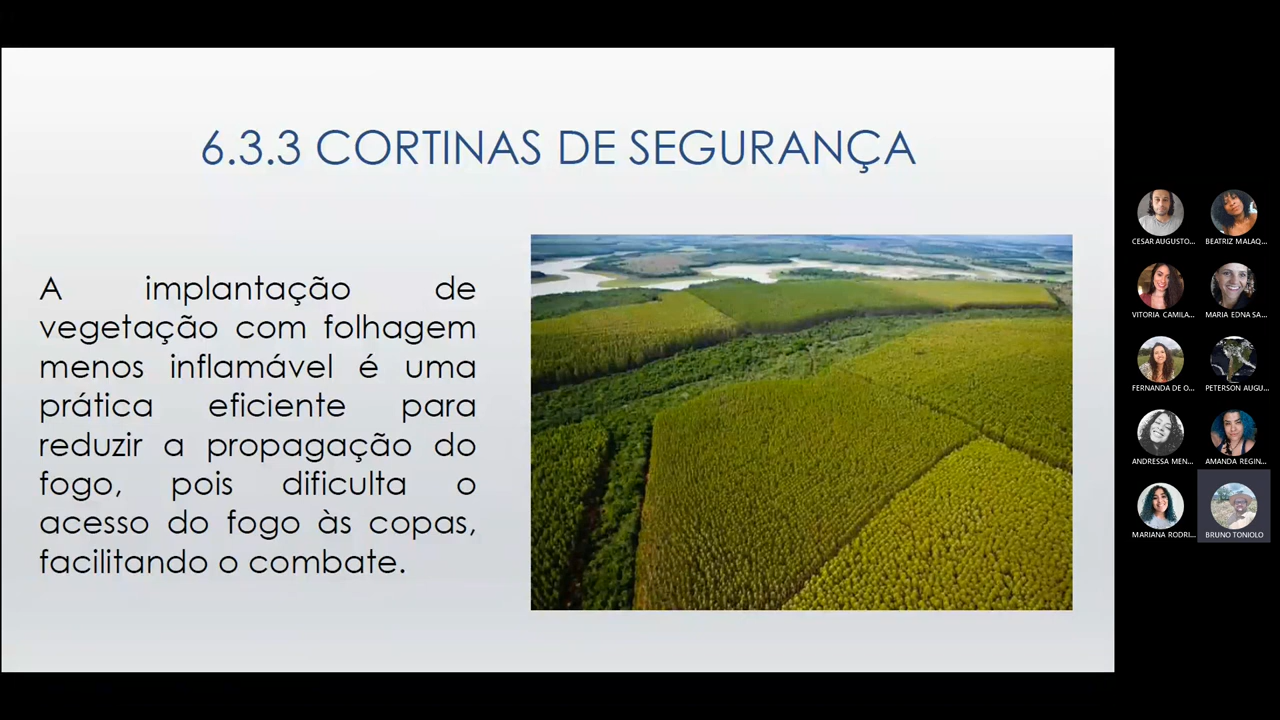 6.3.3 CORTINAS DE SEGURANÇA
A implantação de
vegetação com folhagem
menos inflamável é uma
prática eficiente para
reduzir a propagação do
fogo, pois dificulta o
acesso do fogo às copas,
facilitando o combate.
CESAR AUGUSTO...
BEATRIZ MALAQ...
VITORIA CAMILA...
MARIA EDNA SA...
FERNANDA DE O...
PETERSON AUGU...
ANDRESSA MEN...
AMANDA REGIN...
MARIANA RODRI...
BRUNO TONIOLO